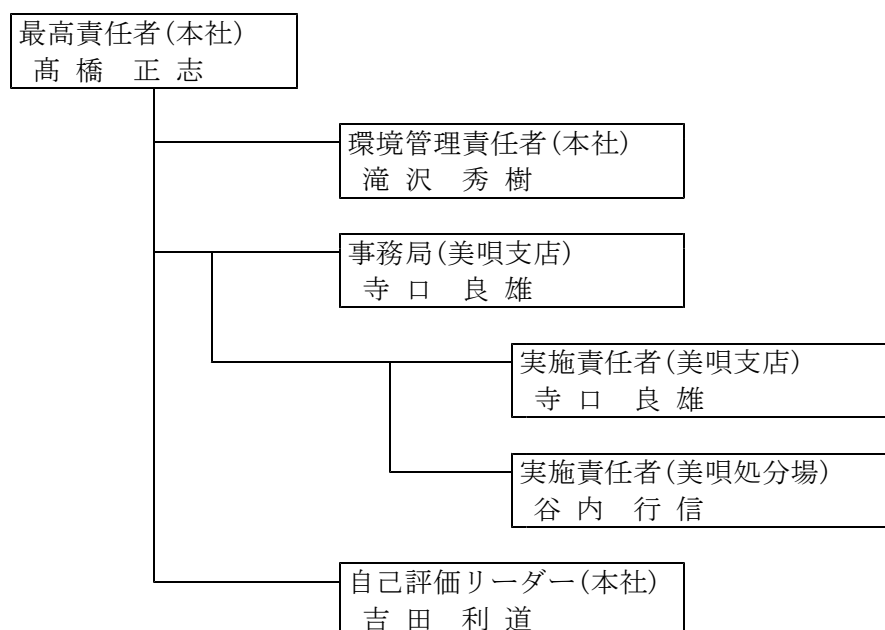 最高責任者(本社)
髙橋 正志
環境管理責任者(本社)
滝沢 秀樹
事務局(美唄支店)
寺口 良雄
実施責任者(美唄支店)
寺口 良雄
実施責任者(美唄処分場)
谷内 行信
自己評価リーダー(本社)
吉田 利道